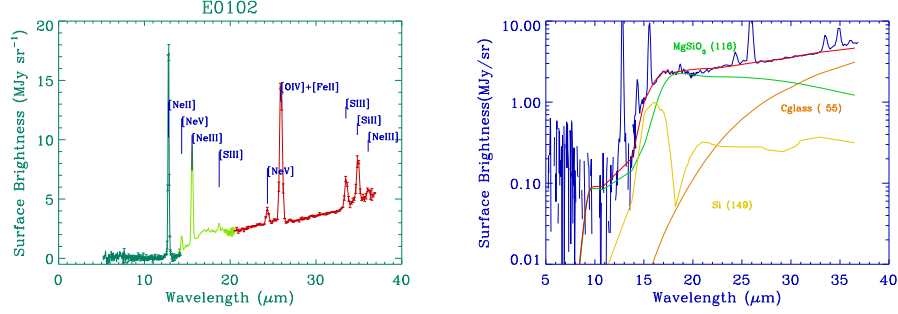 E0102
Surface Brightness (MJy sr⁻¹)
20
15
10
5
0
[NeII]
[NeV]
[NeIII]
[SIII]
[NeV]
[OIV]+[FeII]
[SIII]
[SiII]
[NeIII]
0 10 20 30 40
Wavelength (μm)
Surface Brightness(MJy/sr)
10.00
1.00
0.10
0.01
MgSiO₃ (116)
Cglass ( 55)
Si (149)
5 10 15 20 25 30 35 40
Wavelength (μm)